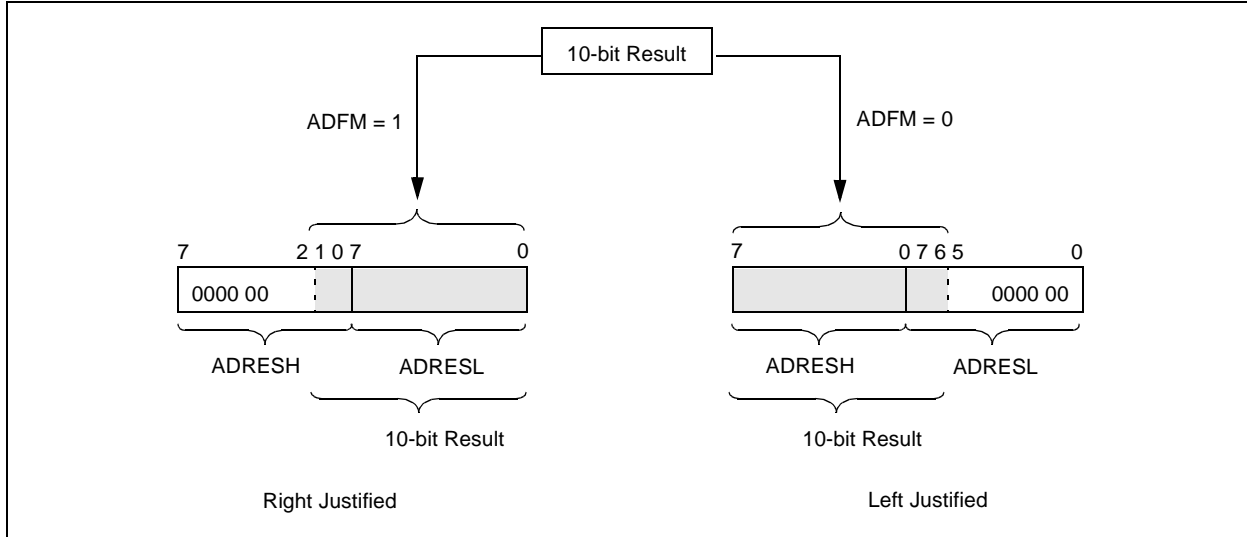 10-bit Result
ADFM = 1
ADFM = 0
7 2 1 0 7 0
7 0 7 6 5 0
0000 00
0000 00
ADRESH
ADRESL
ADRESH
ADRESL
10-bit Result
10-bit Result
Right Justified
Left Justified